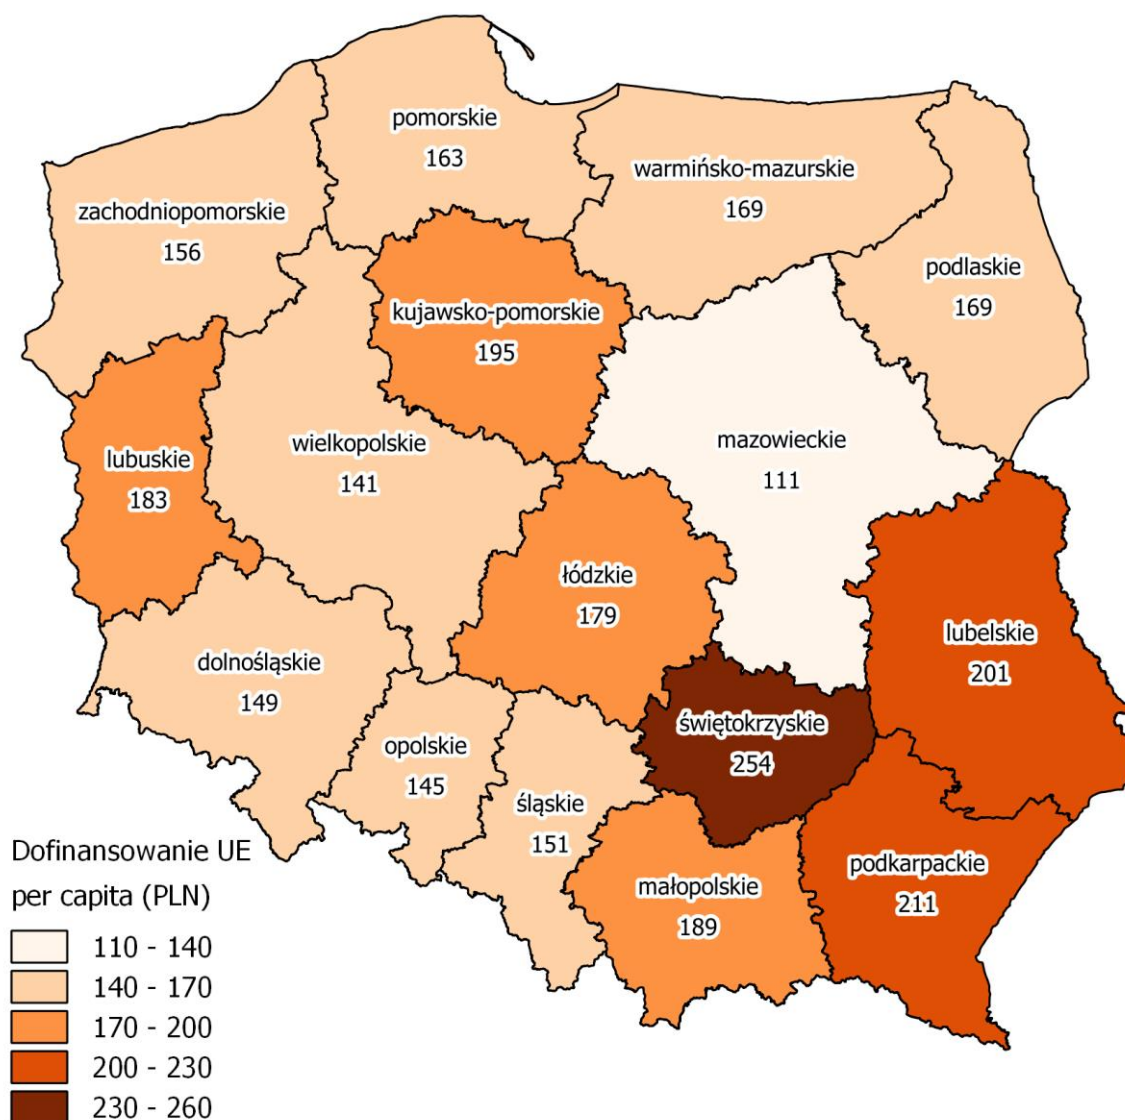 pomorskie
163
warmińsko-mazurskie
169
zachodniopomorskie
156
podlaskie
169
kujawsko-pomorskie
195
mazowieckie
111
wielkopolskie
141
lubuskie
183
łódzkie
179
lubelskie
201
dolnośląskie
149
świętokrzyskie
254
opolskie
145
śląskie
151
podkarpackie
211
małopolskie
189
Dofinansowanie UE
per capita (PLN)
110 - 140
140 - 170
170 - 200
200 - 230
230 - 260